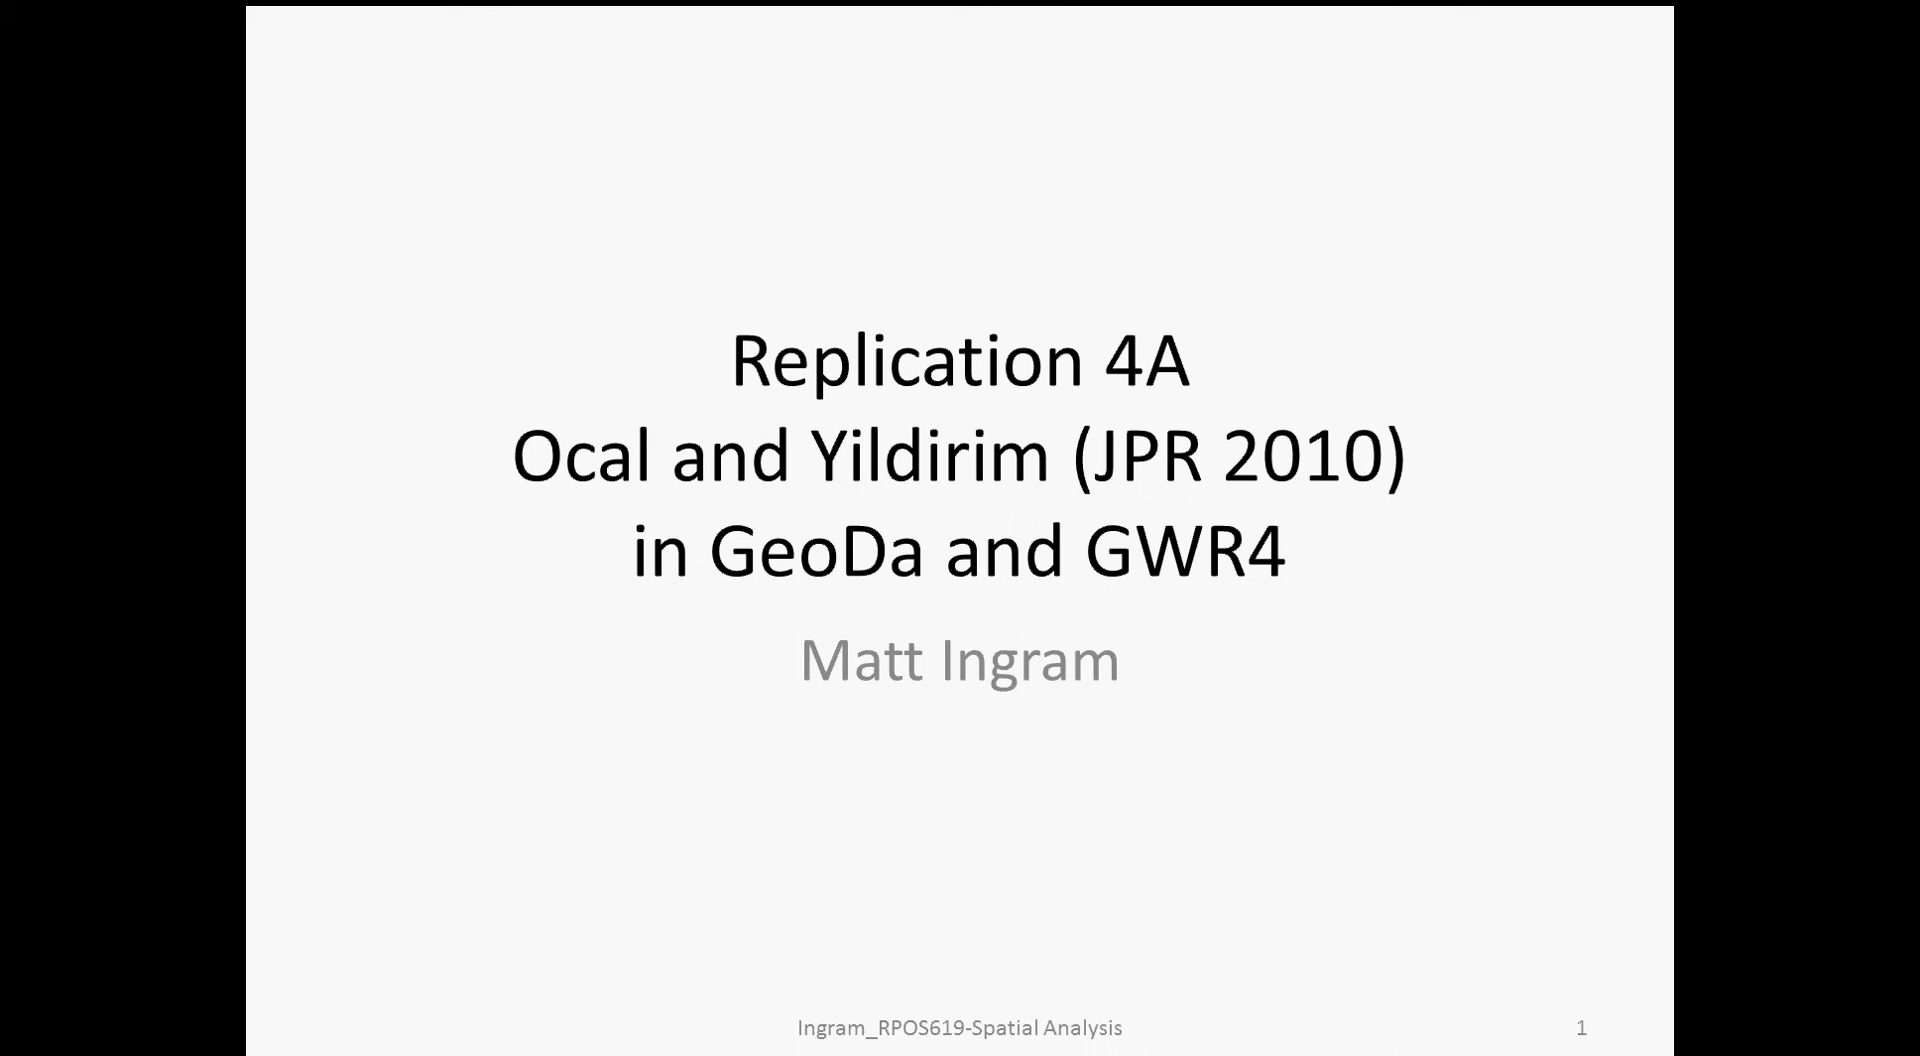 Replication 4A
Ocal and Yildirim (JPR 2010)
in GeoDa and GWR4
Matt Ingram
Ingram_RPOS619-Spatial Analysis
1